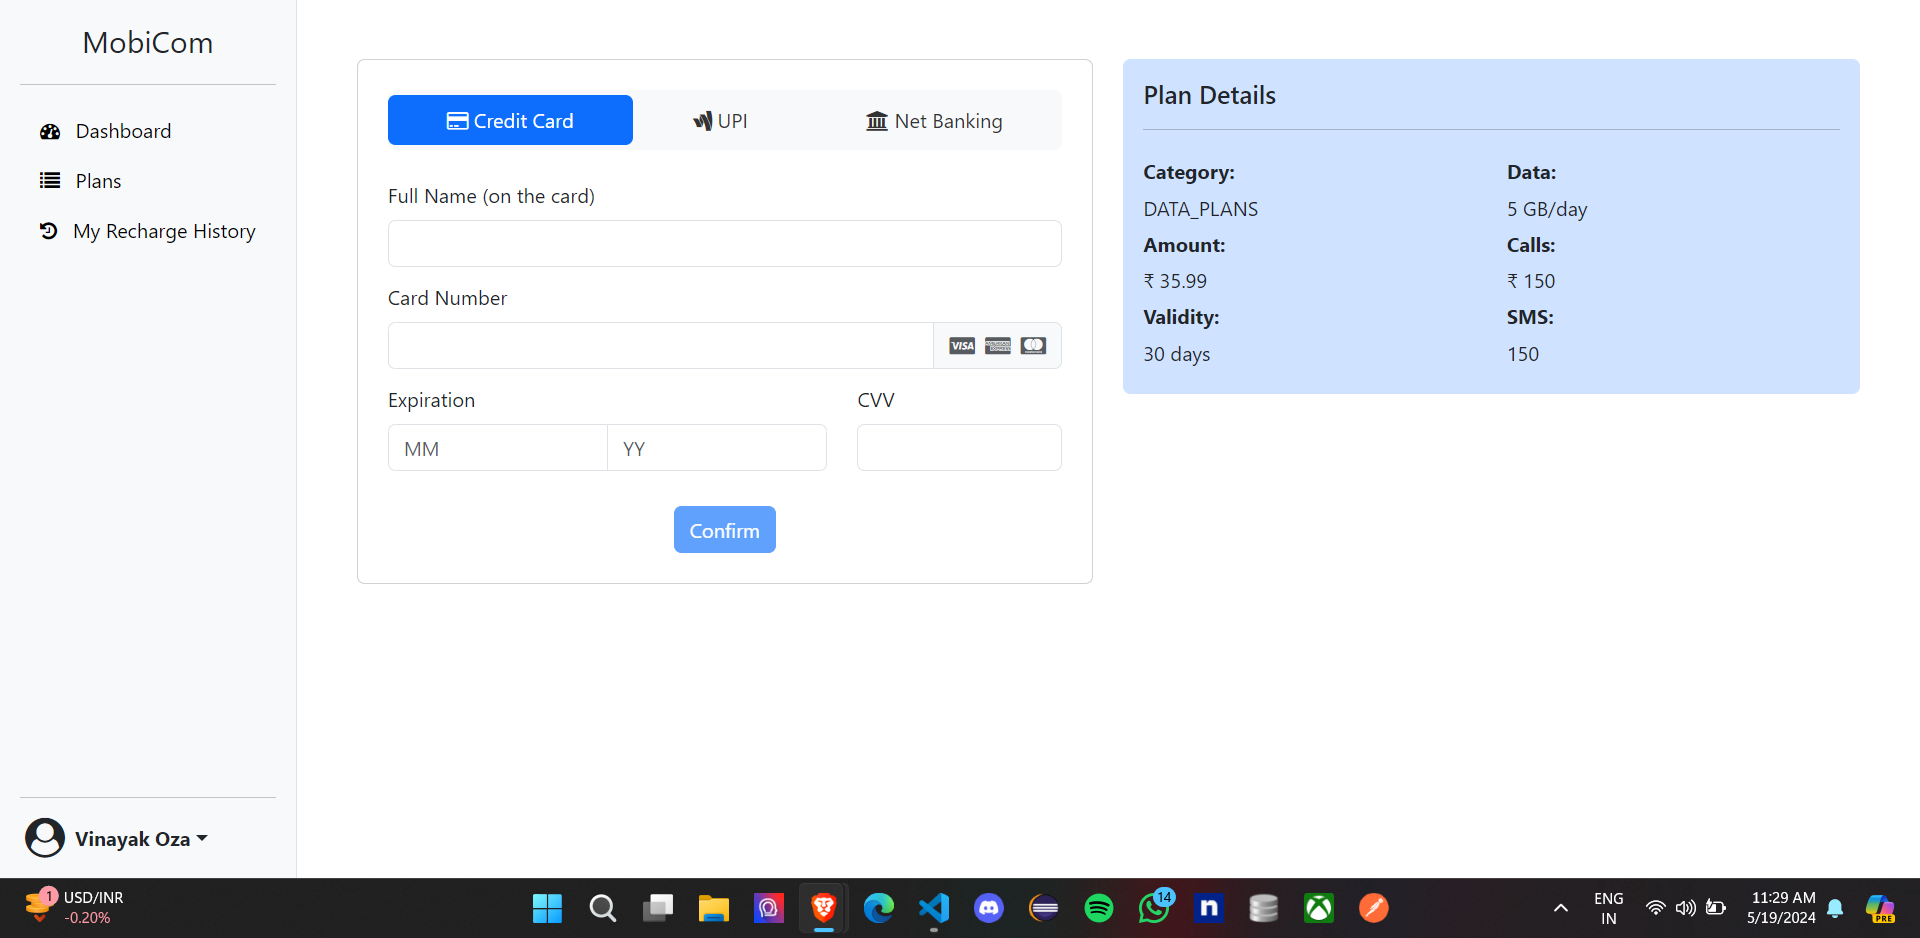 MobiCom
Dashboard
Plans
My Recharge History
Vinayak Oza
Credit Card
UPI
Net Banking
Full Name (on the card)
Card Number
VISA
AMERICAN EXPRESS
Expiration
CVV
MM
YY
Confirm
Plan Details
Category:
Data:
DATA_PLANS
5 GB/day
Amount:
Calls:
₹ 35.99
₹ 150
Validity:
SMS:
30 days
150
1
USD/INR
-0.20%
14
n
ENG
IN
11:29 AM
5/19/2024
PRE